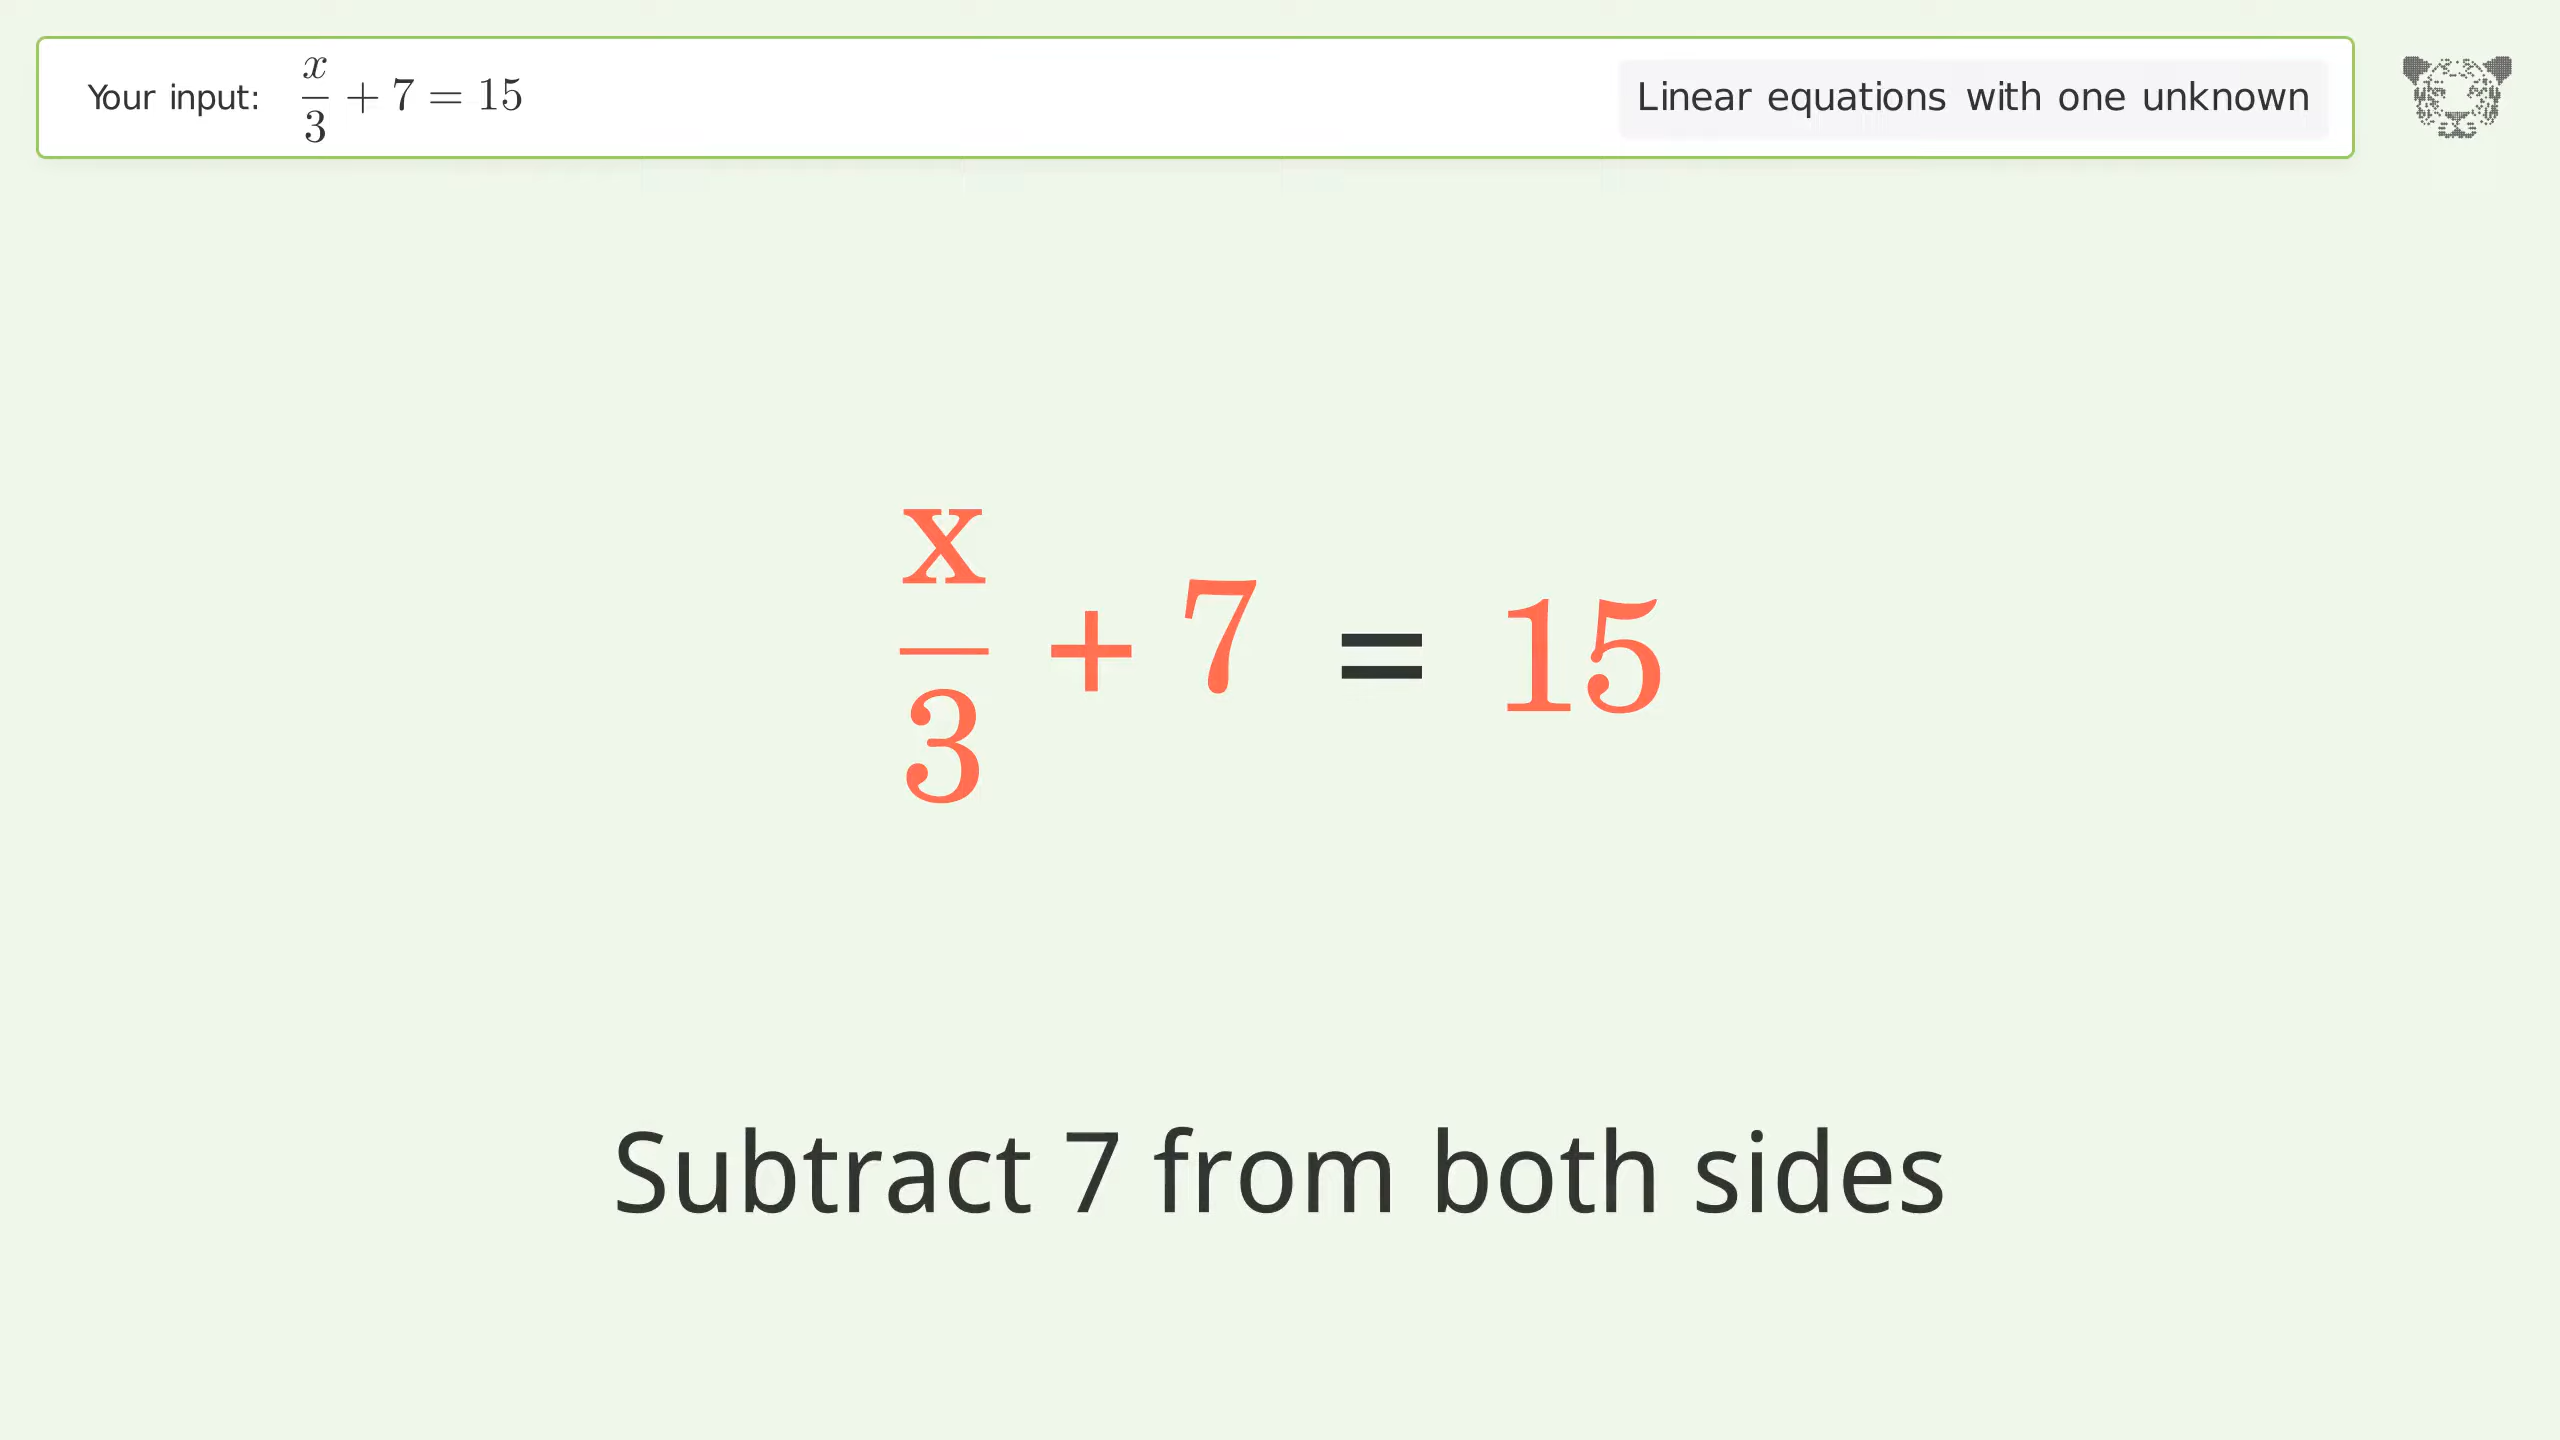 Your input: x/3 + 7 = 15
Linear equations with one unknown
x/3 + 7 = 15
Subtract 7 from both sides